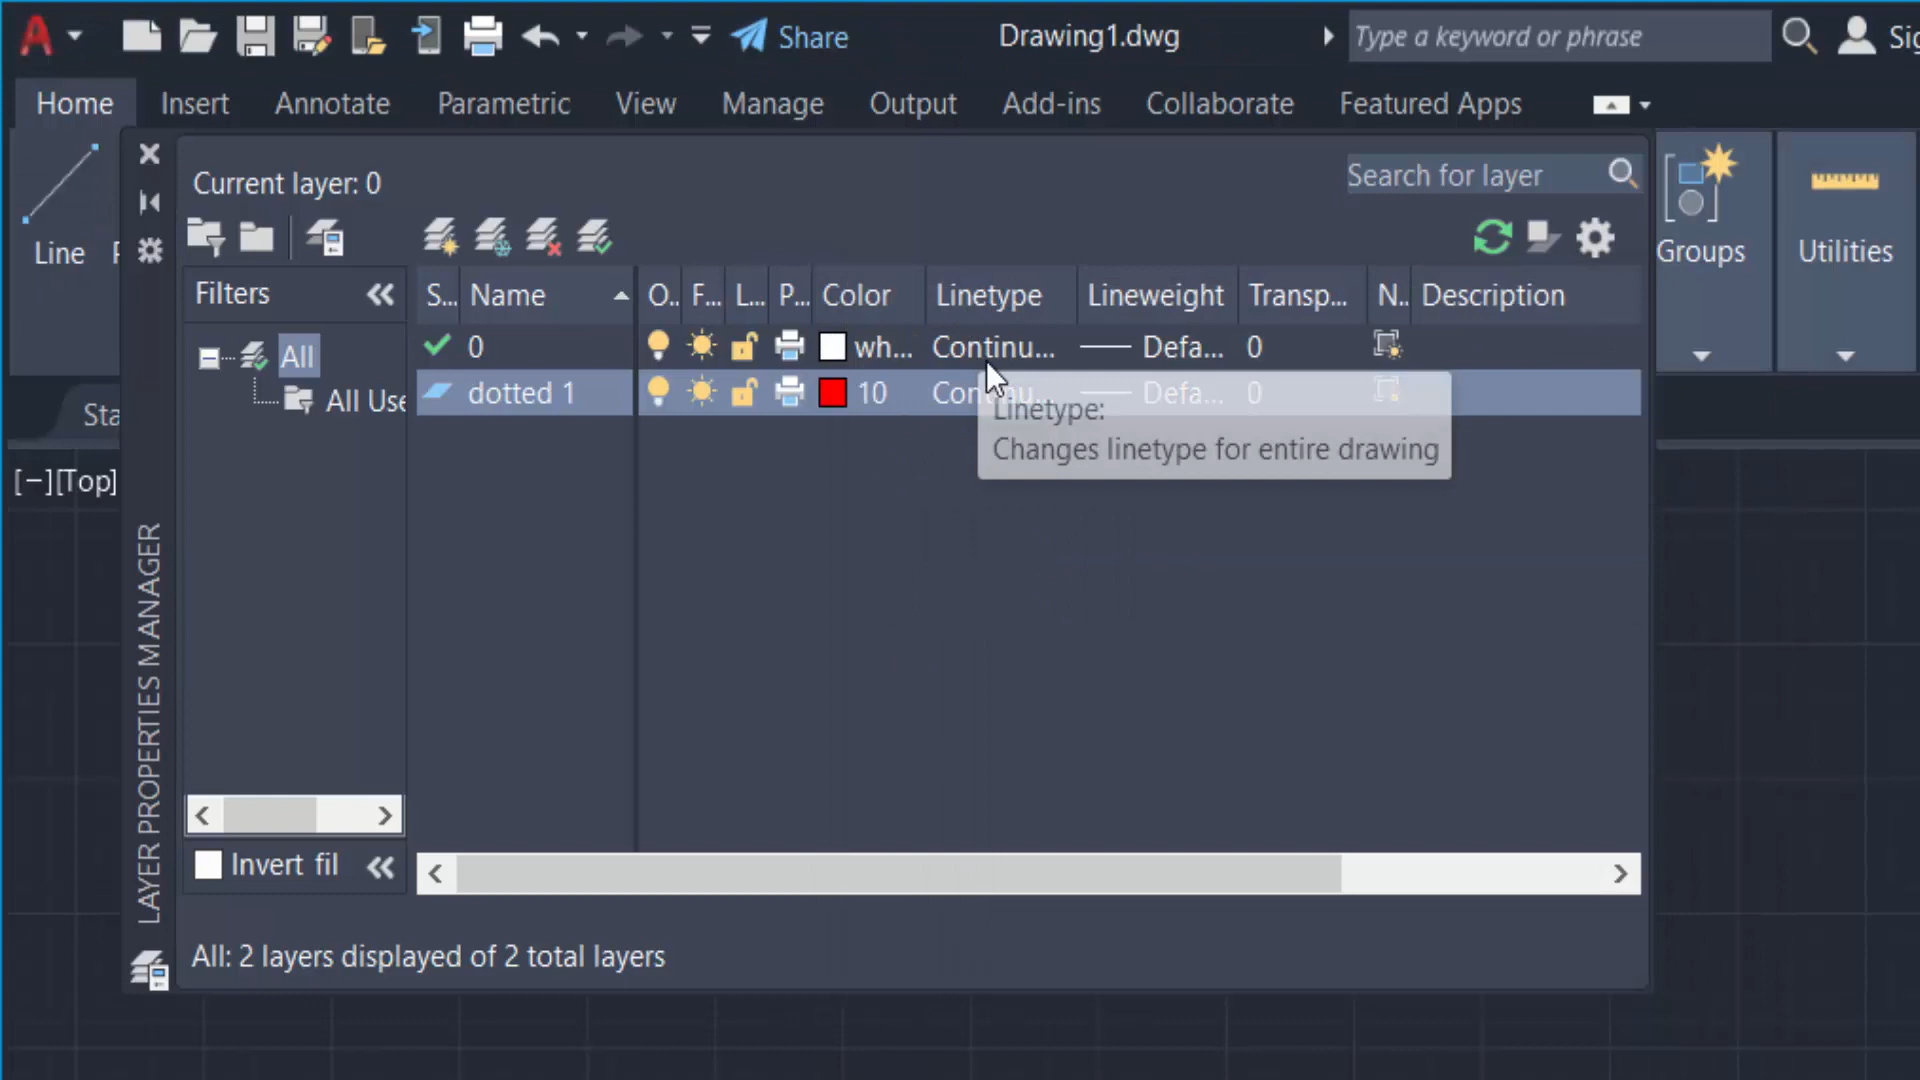 Share
Drawing1.dwg
Type a keyword or phrase
Sig
Home
Insert
Annotate
Parametric
View
Manage
Output
Add-ins
Collaborate
Featured Apps
Line
Groups
Utilities
Current layer: 0
Search for layer
Filters
S...
Name
O.
F...
L...
P...
Color
Linetype
Lineweight
Transp...
N..
Description
All
0
wh...
Continu...
Defa...
0
All Use
dotted 1
10
Continu...
Defa...
0
Linetype:
Changes linetype for entire drawing
Sta
[−][Top]
LAYER PROPERTIES MANAGER
Invert fil
All: 2 layers displayed of 2 total layers